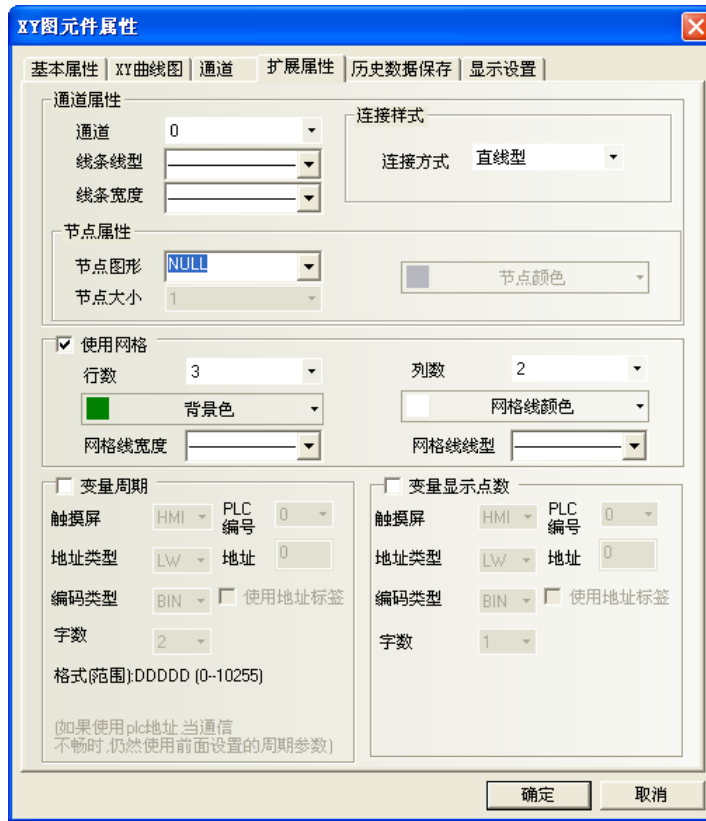 XY图元件属性
基本属性 XY曲线图 通道 扩展属性 历史数据保存 显示设置
通道属性
通道 0
线条线型
线条宽度
连接样式
连接方式 直线型
节点属性
节点图形 NULL
节点大小 1
节点颜色
使用网格
行数 3 列数 2
背景色 网格线颜色
网格线宽度 网格线线型
变量周期
触摸屏 HMI PLC编号 0
地址类型 LW 地址 0
编码类型 BIN 使用地址标签
字数 2
格式(范围):DDDDD (0--10255)
(如果使用plc地址,当通信
不畅时,仍然使用前面设置的周期参数)
变量显示点数
触摸屏 HMI PLC编号 0
地址类型 LW 地址 0
编码类型 BIN 使用地址标签
字数 1
确定 取消